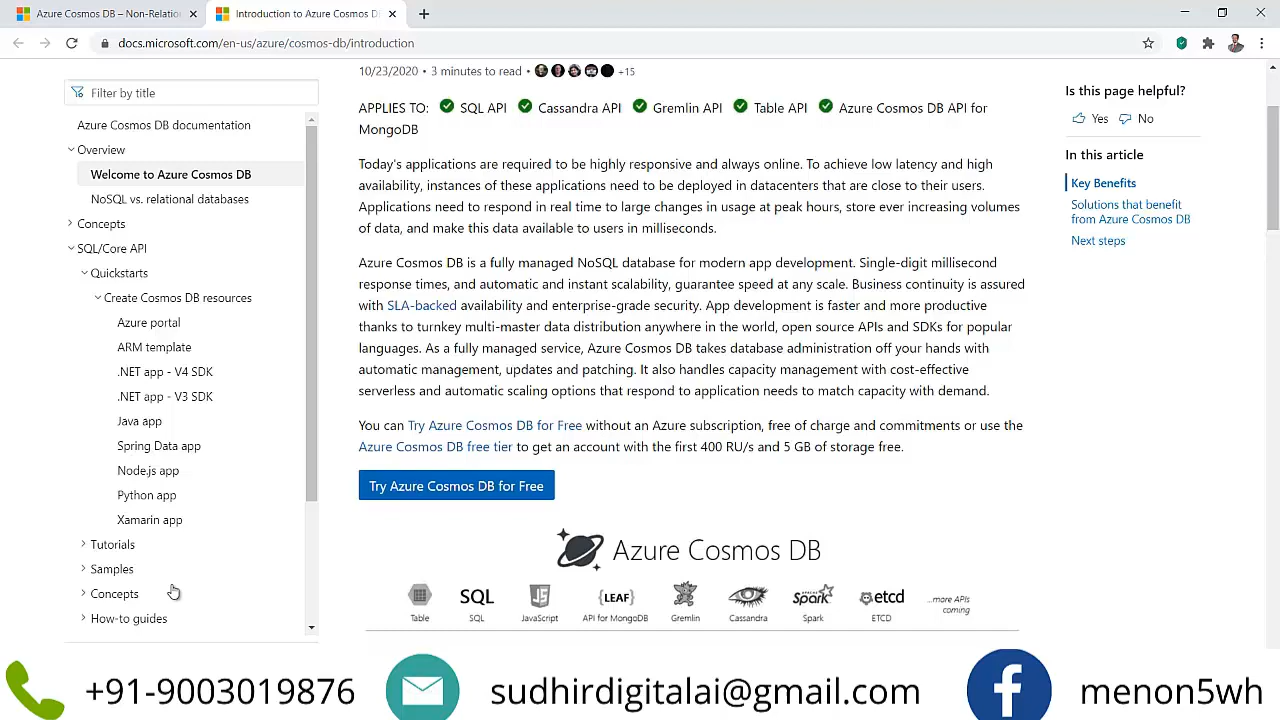 Azure Cosmos DB – Non-Relation
Introduction to Azure Cosmos D
docs.microsoft.com/en-us/azure/cosmos-db/introduction
Filter by title
Azure Cosmos DB documentation
Overview
Welcome to Azure Cosmos DB
NoSQL vs. relational databases
Concepts
SQL/Core API
Quickstarts
Create Cosmos DB resources
Azure portal
ARM template
.NET app - V4 SDK
.NET app - V3 SDK
Java app
Spring Data app
Node.js app
Python app
Xamarin app
Tutorials
Samples
Concepts
How-to guides
10/23/2020 • 3 minutes to read • +15
APPLIES TO: SQL API Cassandra API Gremlin API Table API Azure Cosmos DB API for
MongoDB
Today's applications are required to be highly responsive and always online. To achieve low latency and high
availability, instances of these applications need to be deployed in datacenters that are close to their users.
Applications need to respond in real time to large changes in usage at peak hours, store ever increasing volumes
of data, and make this data available to users in milliseconds.
Azure Cosmos DB is a fully managed NoSQL database for modern app development. Single-digit millisecond
response times, and automatic and instant scalability, guarantee speed at any scale. Business continuity is assured
with SLA-backed availability and enterprise-grade security. App development is faster and more productive
thanks to turnkey multi-master data distribution anywhere in the world, open source APIs and SDKs for popular
languages. As a fully managed service, Azure Cosmos DB takes database administration off your hands with
automatic management, updates and patching. It also handles capacity management with cost-effective
serverless and automatic scaling options that respond to application needs to match capacity with demand.
You can Try Azure Cosmos DB for Free without an Azure subscription, free of charge and commitments or use the
Azure Cosmos DB free tier to get an account with the first 400 RU/s and 5 GB of storage free.
Try Azure Cosmos DB for Free
Azure Cosmos DB
SQL JS {LEAF} APACHE Spark etcd ...more APIs
coming
Table SQL JavaScript API for MongoDB Gremlin Cassandra Spark ETCD
Is this page helpful?
Yes No
In this article
Key Benefits
Solutions that benefit
from Azure Cosmos DB
Next steps
+91-9003019876 sudhirdigitalai@gmail.com f menon5wh